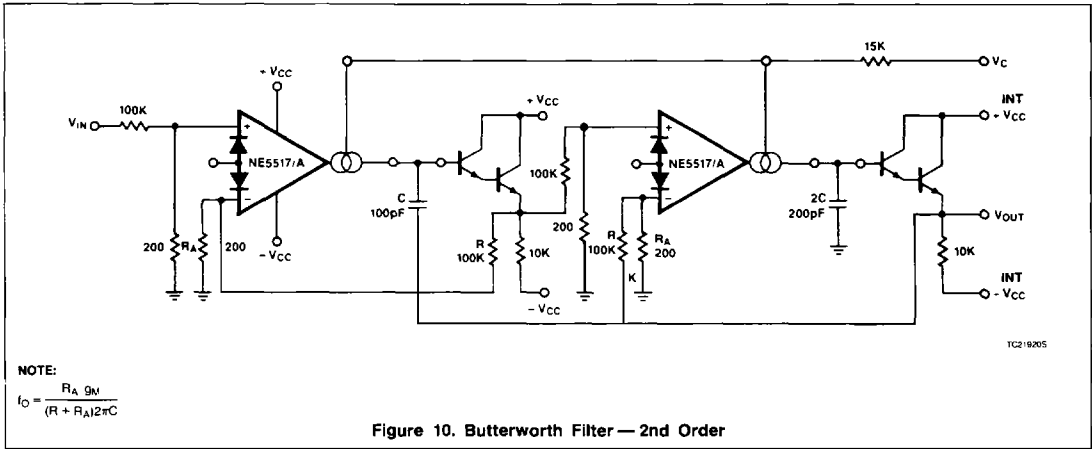 15K
VC
+ VCC
INT
+ VCC
+ VCC
100K
VIN
+
NE5517/A
−
+
NE5517/A
−
100K
C
100pF
2C
200pF
VOUT
200
RA
200
− VCC
R
100K
10K
200
R
100K
RA
200
K
10K
− VCC
INT
− VCC
TC21920S
NOTE:
fO = RA gM / (R + RA)2πC
Figure 10. Butterworth Filter — 2nd Order